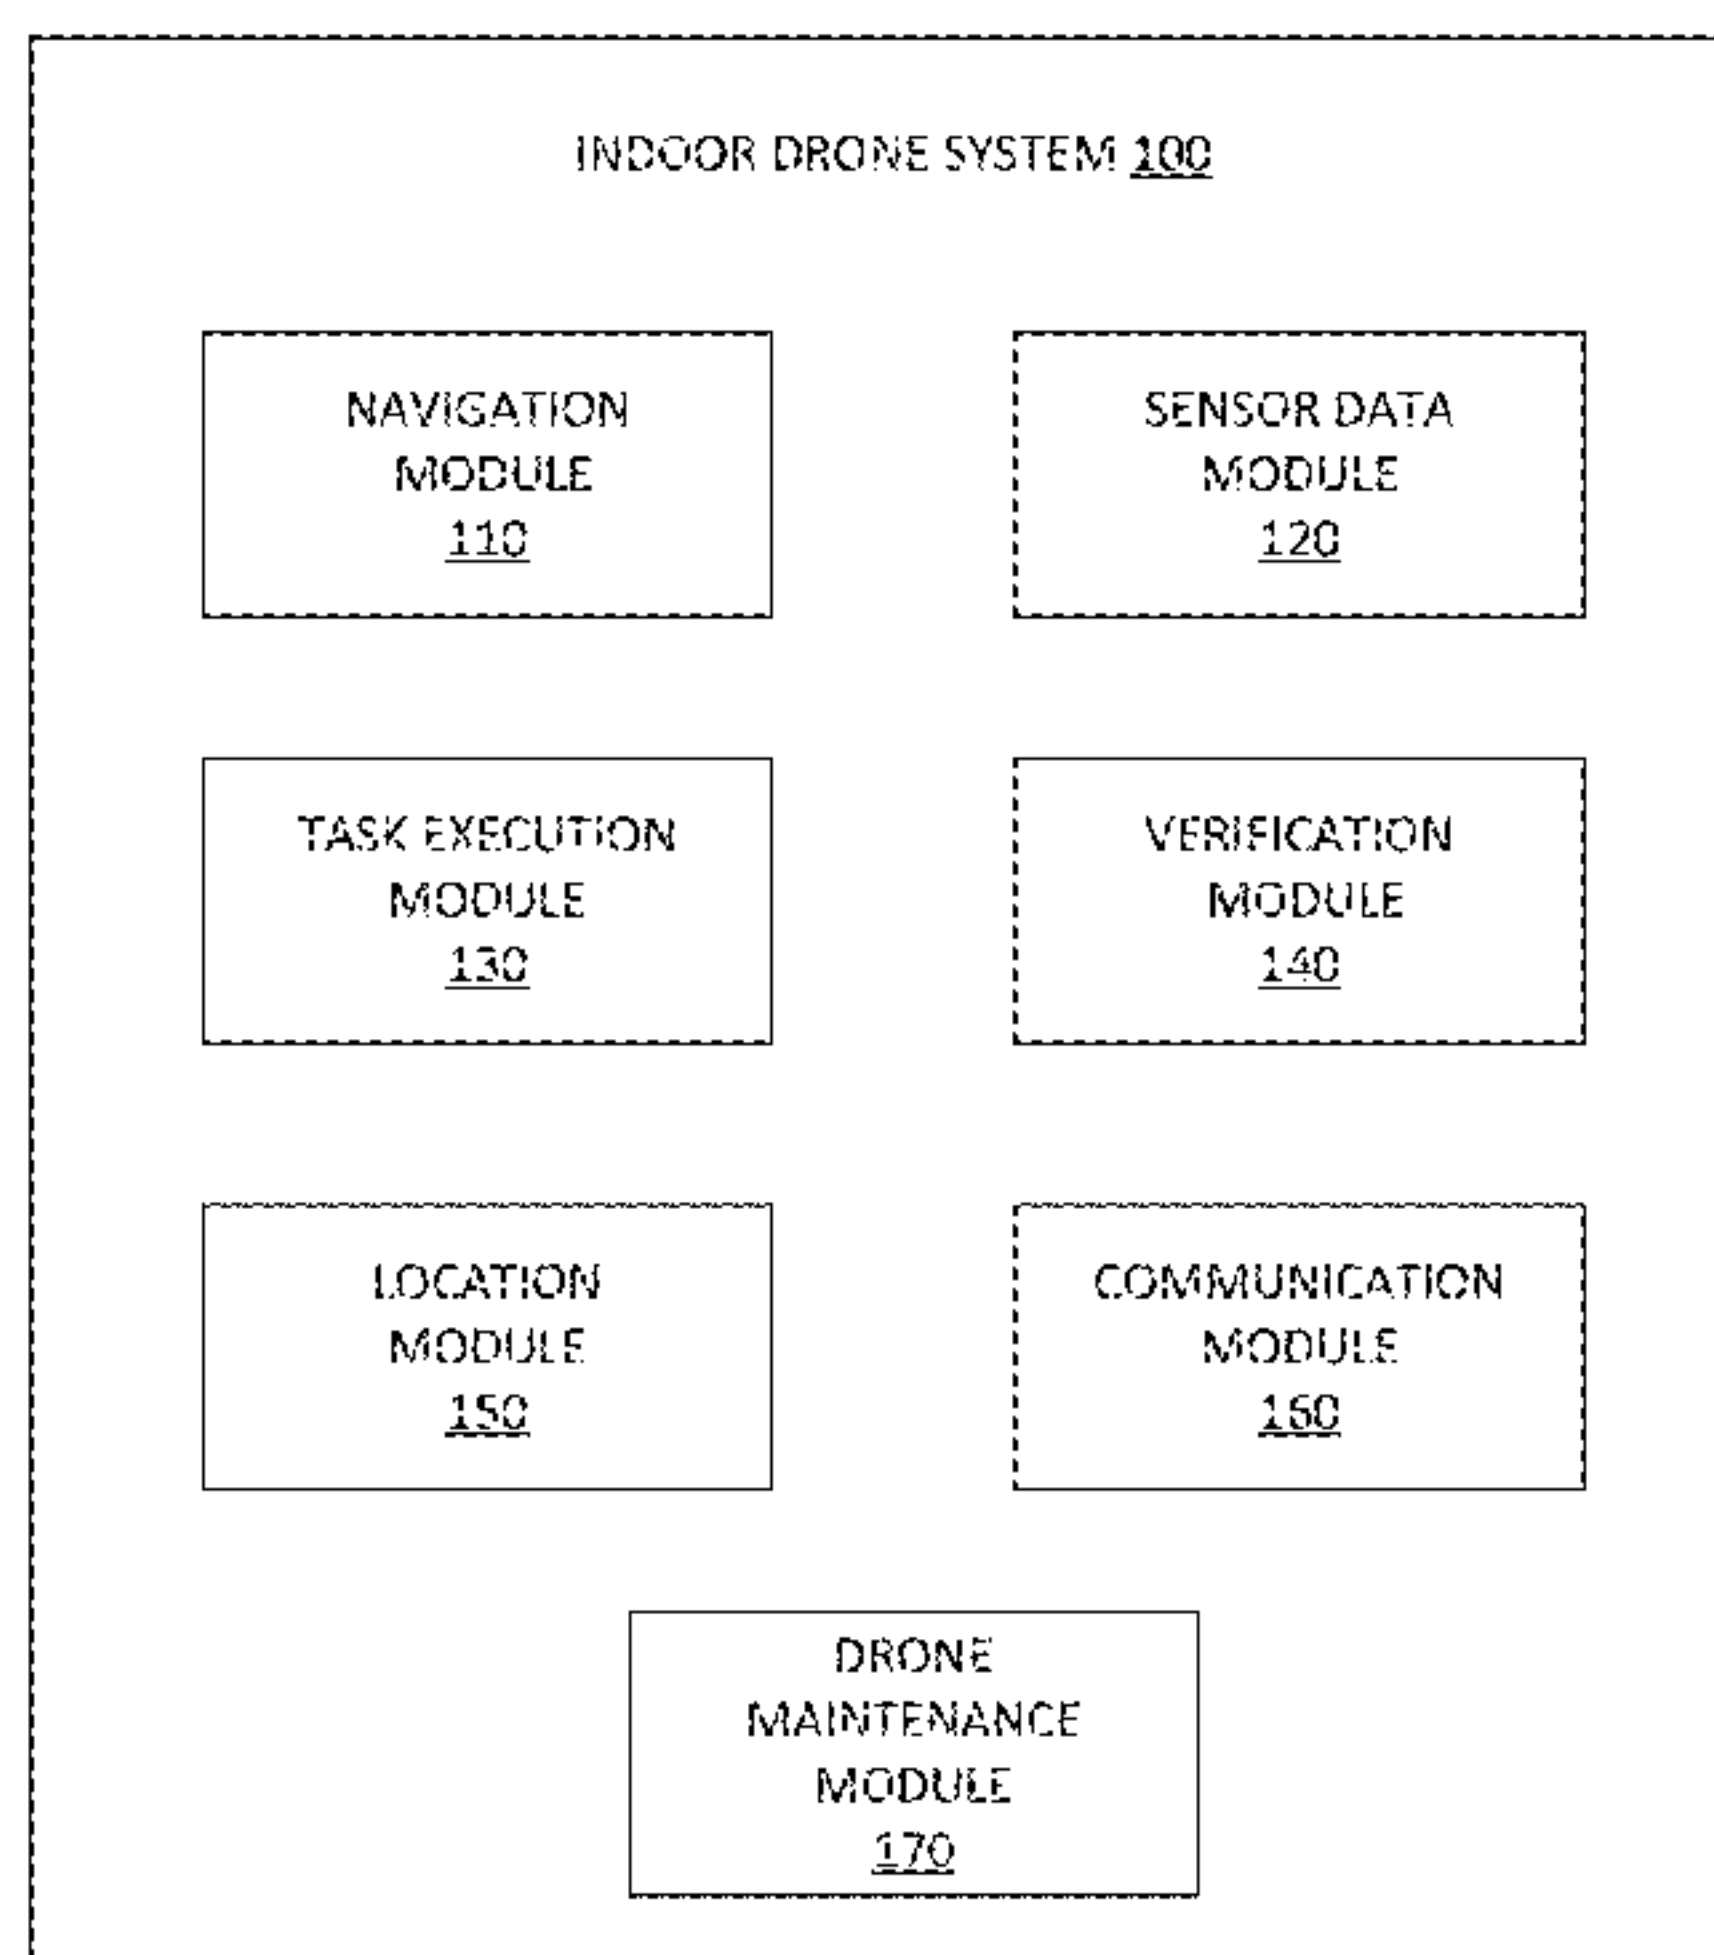 INDOOR DRONE SYSTEM 100
NAVIGATION
MODULE
110
SENSOR DATA
MODULE
120
TASK EXECUTION
MODULE
130
VERIFICATION
MODULE
140
LOCATION
MODULE
150
COMMUNICATION
MODULE
160
DRONE
MAINTENANCE
MODULE
170